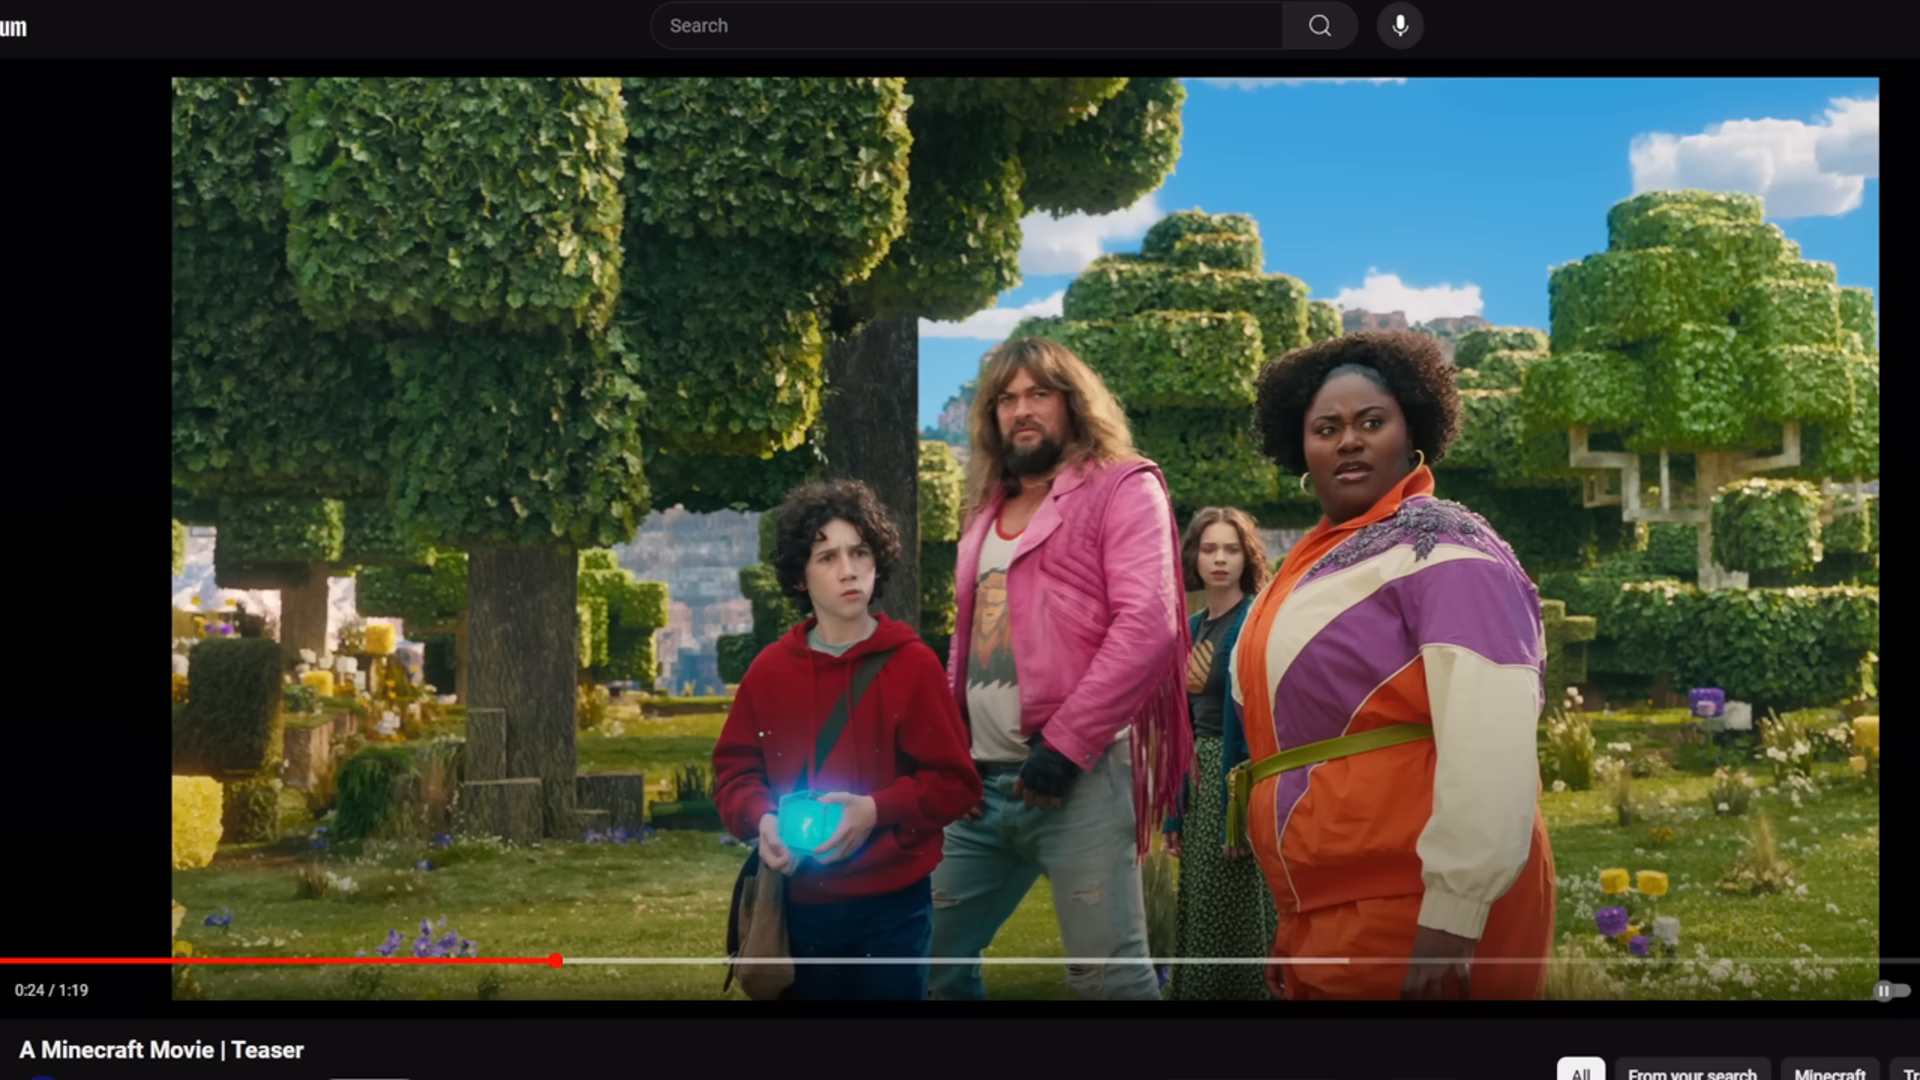 um
Search
0:24 / 1:19
A Minecraft Movie | Teaser
All
From your search
Minecraft